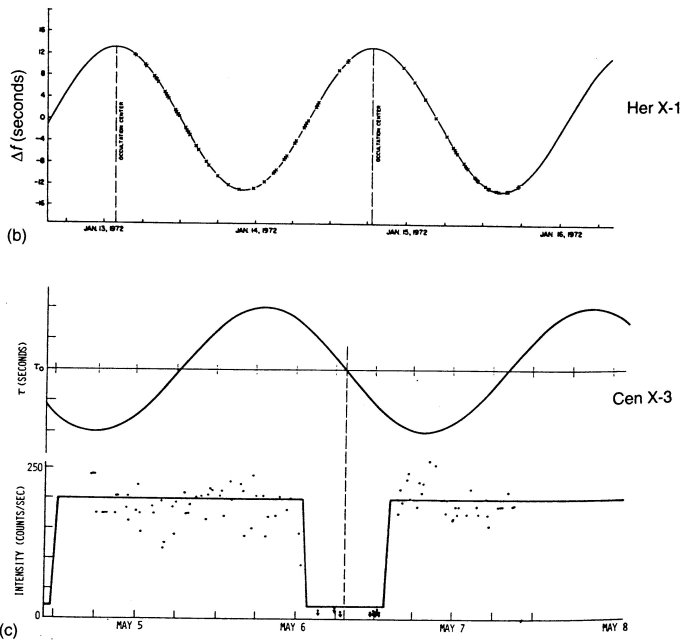 16
12
8
4
0
-4
-8
-12
-16
Δf (seconds)
OCCULTATION CENTER
OCCULTATION CENTER
Her X-1
JAN. 13, 1972
JAN. 14, 1972
JAN. 15, 1972
JAN. 16, 1972
(b)
τ (SECONDS)
τo
Cen X-3
INTENSITY (COUNTS/SEC)
250
0
MAY 5
MAY 6
MAY 7
MAY 8
(c)